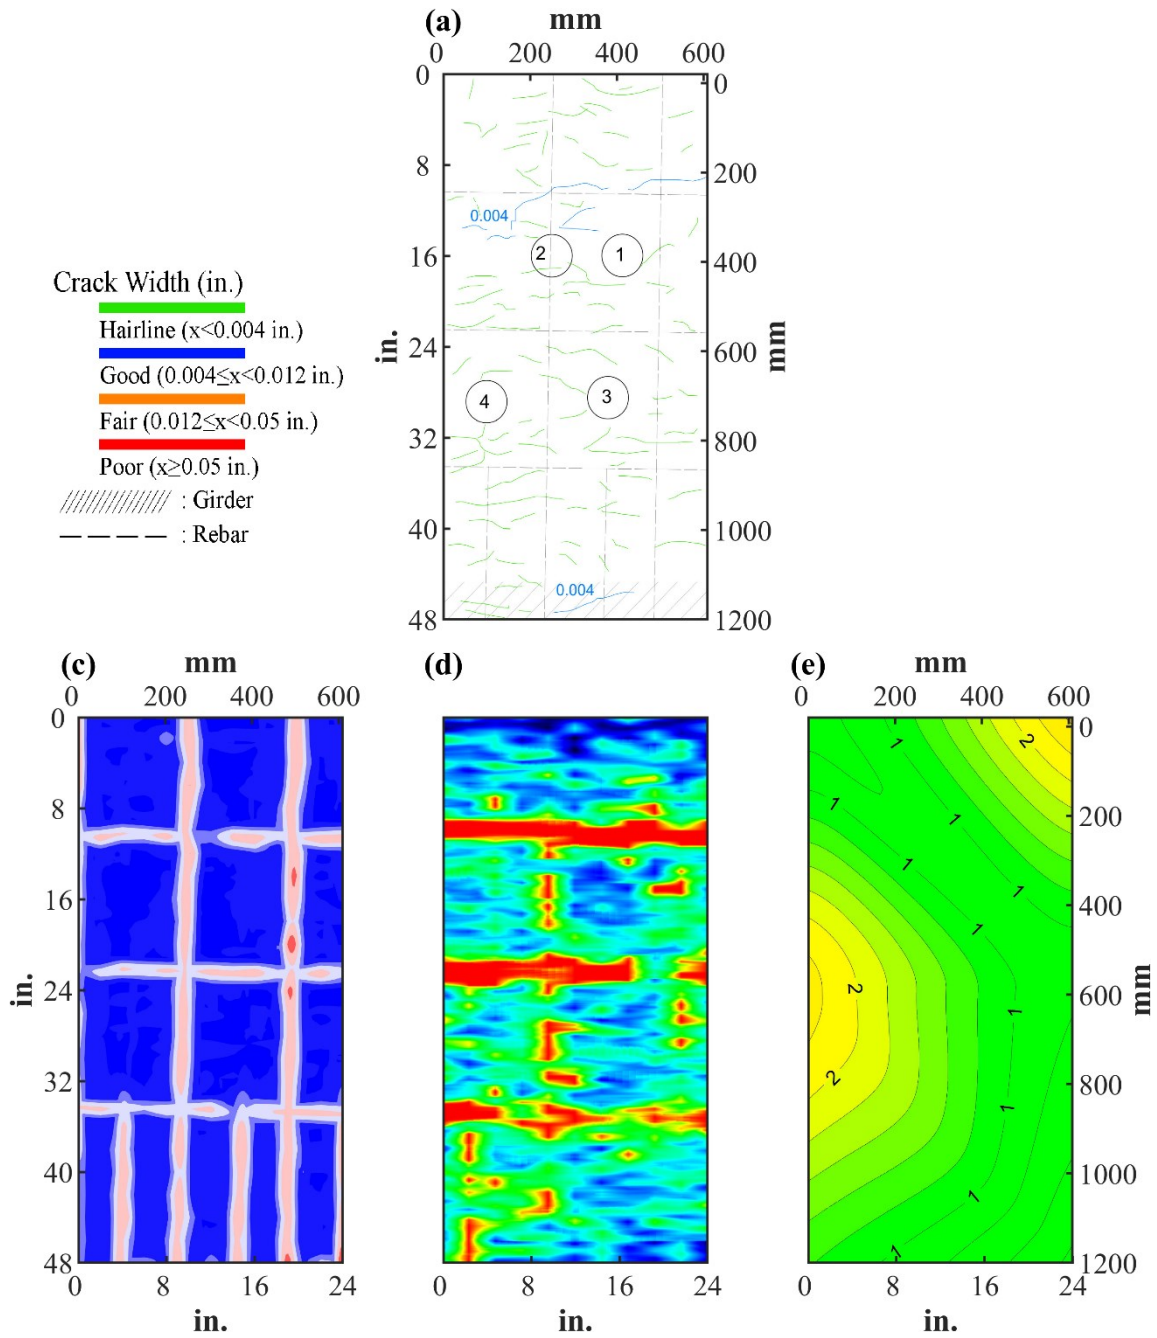 (a) mm
0 200 400 600
0 0
8 200
0.004
16 2 1 400
Crack Width (in.)
Hairline (x<0.004 in.)
in. 24 600 mm
Good (0.004≤x<0.012 in.)
4 3
Fair (0.012≤x<0.05 in.)
32 800
Poor (x≥0.05 in.)
: Girder
: Rebar
40 1000
0.004
48 1200
(c) mm (d) (e) mm
0 200 400 600 0 200 400 600
0 1 2 0
8 1 1 200
16 1 1 400
in. 24 2 1 600 mm
32 2 1 800
40 1 1000
48 1 1200
0 8 16 24 0 8 16 24 0 8 16 24
in. in. in.